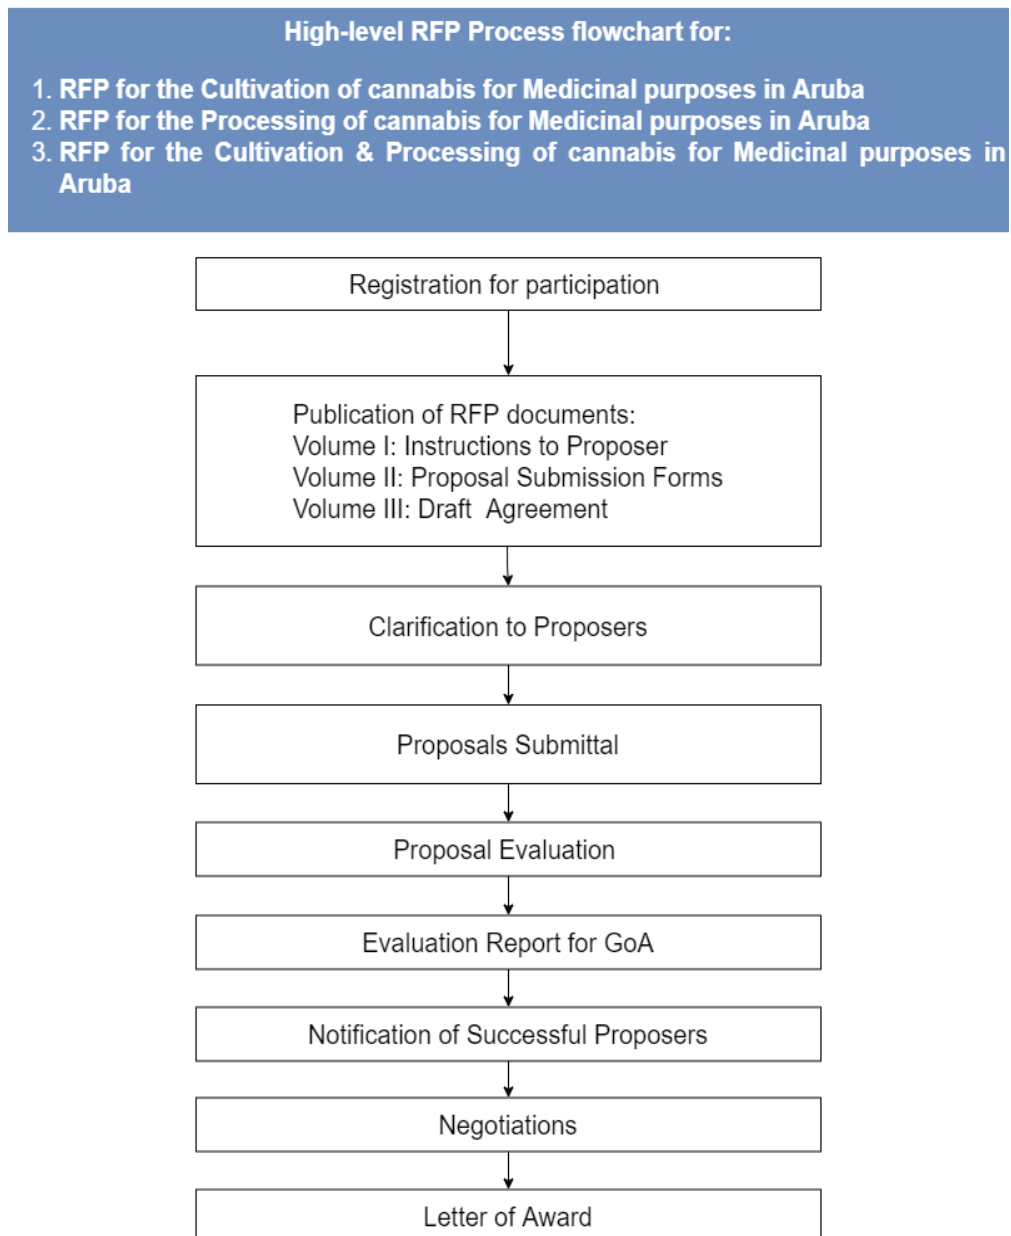 High-level RFP Process flowchart for:
1. RFP for the Cultivation of cannabis for Medicinal purposes in Aruba
2. RFP for the Processing of cannabis for Medicinal purposes in Aruba
3. RFP for the Cultivation & Processing of cannabis for Medicinal purposes in
Aruba
Registration for participation
Publication of RFP documents:
Volume I: Instructions to Proposer
Volume II: Proposal Submission Forms
Volume III: Draft Agreement
Clarification to Proposers
Proposals Submittal
Proposal Evaluation
Evaluation Report for GoA
Notification of Successful Proposers
Negotiations
Letter of Award